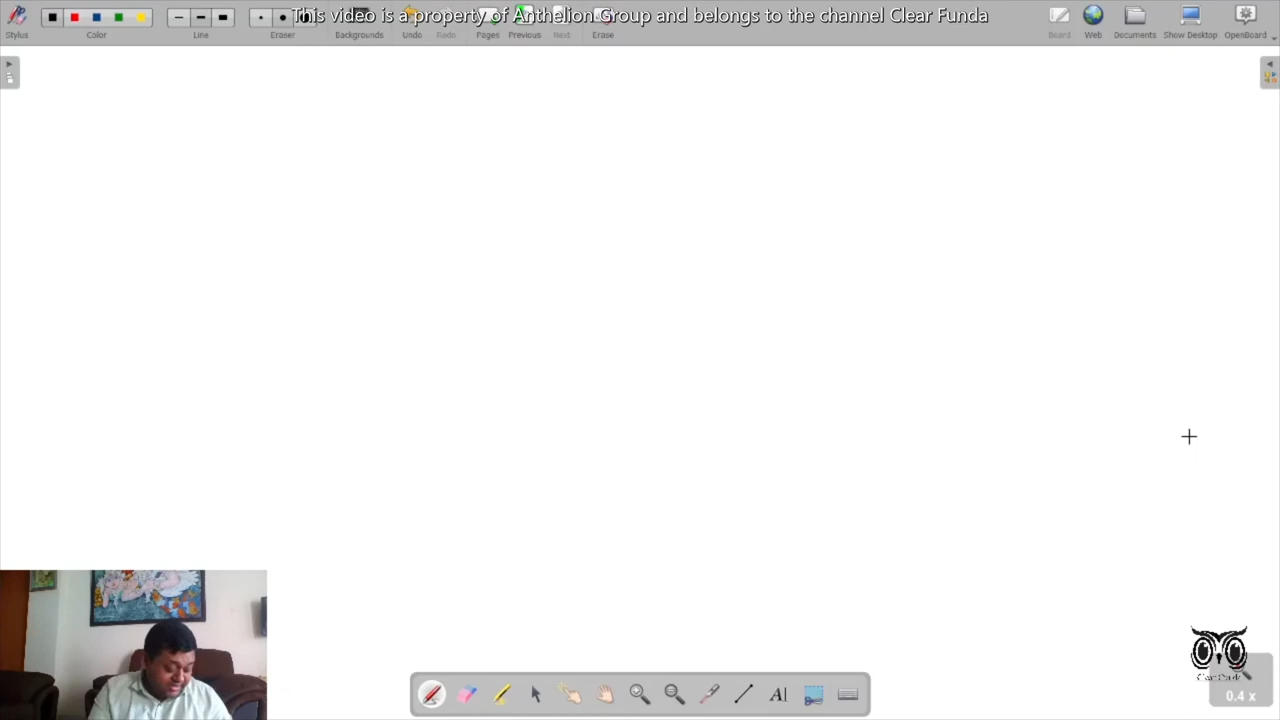 This video is a property of Anthelion Group and belongs to the channel Clear Funda
Stylus Color Line Eraser Backgrounds Undo Redo Pages Previous Next Erase Board Web Documents Show Desktop OpenBoard
AI
0.4 x